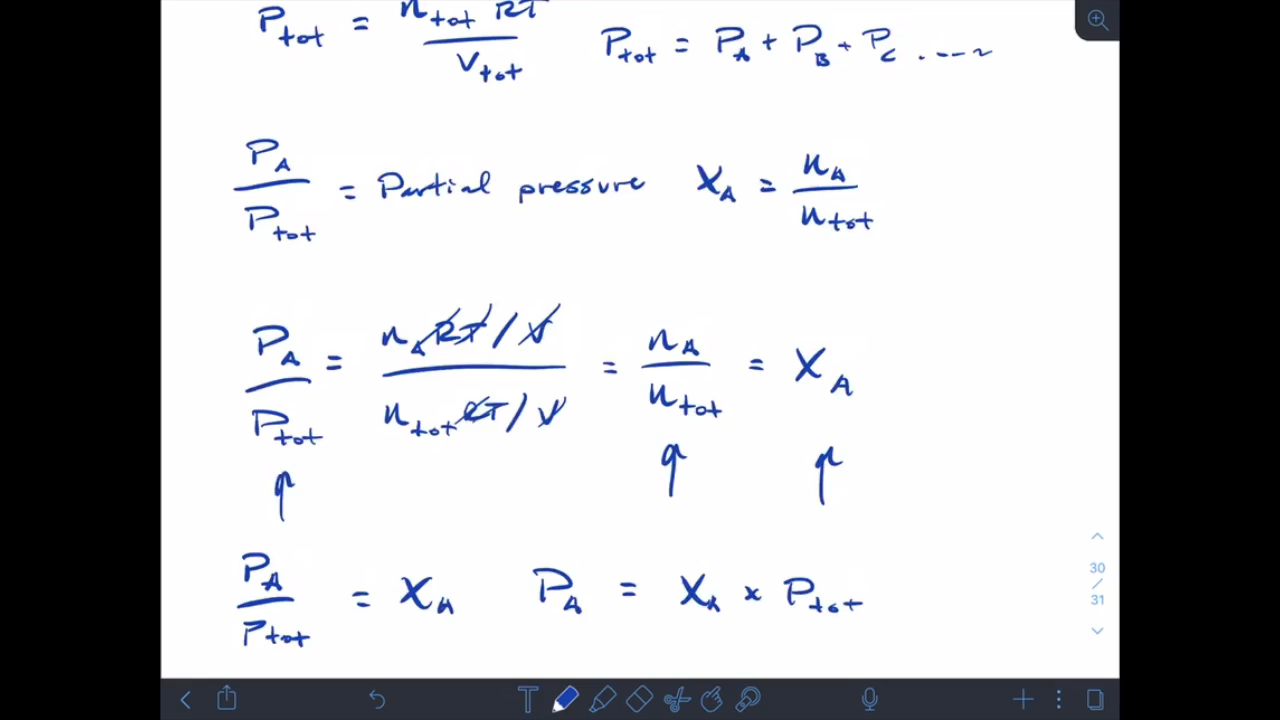 P_tot = n_tot RT / V_tot    P_tot = P_A + P_B + P_C .....
P_A / P_tot = Partial pressure    X_A = n_A / n_tot
P_A / P_tot = n_A RT / V / n_tot RT / V = n_A / n_tot = X_A
P_A / P_tot = X_A    P_A = X_A × P_tot
30
/
31
T